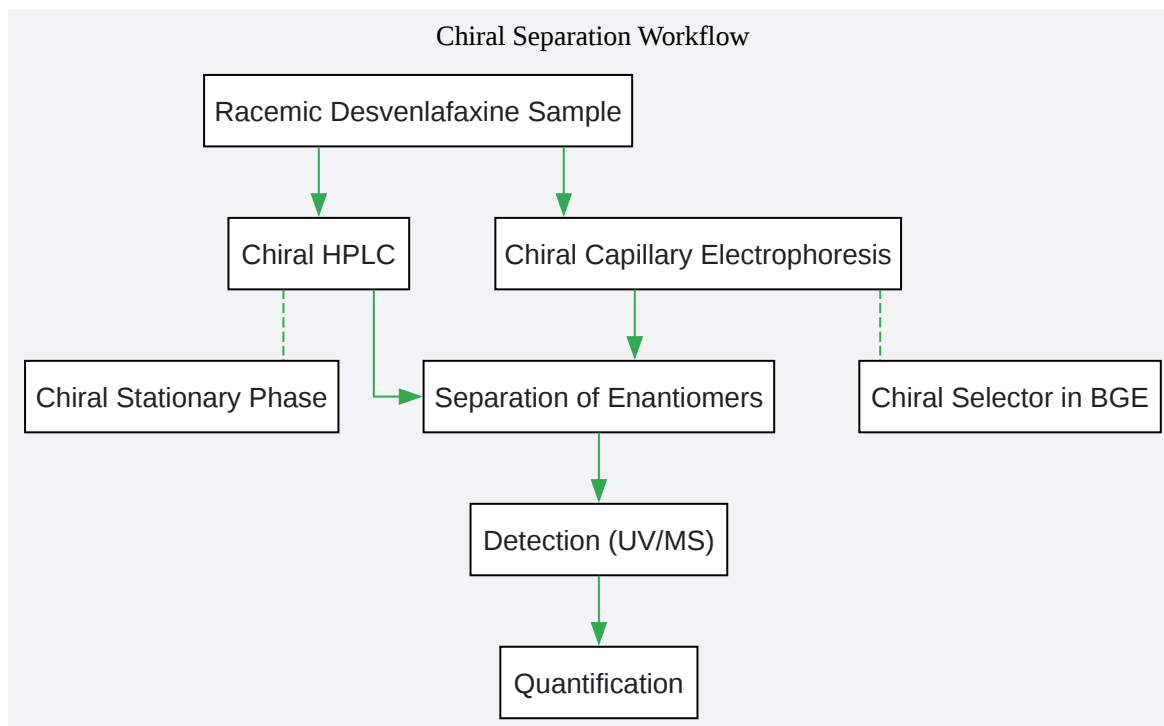 Chiral Separation Workflow
Racemic Desvenlafaxine Sample
Chiral HPLC
Chiral Capillary Electrophoresis
Chiral Stationary Phase
Separation of Enantiomers
Chiral Selector in BGE
Detection (UV/MS)
Quantification